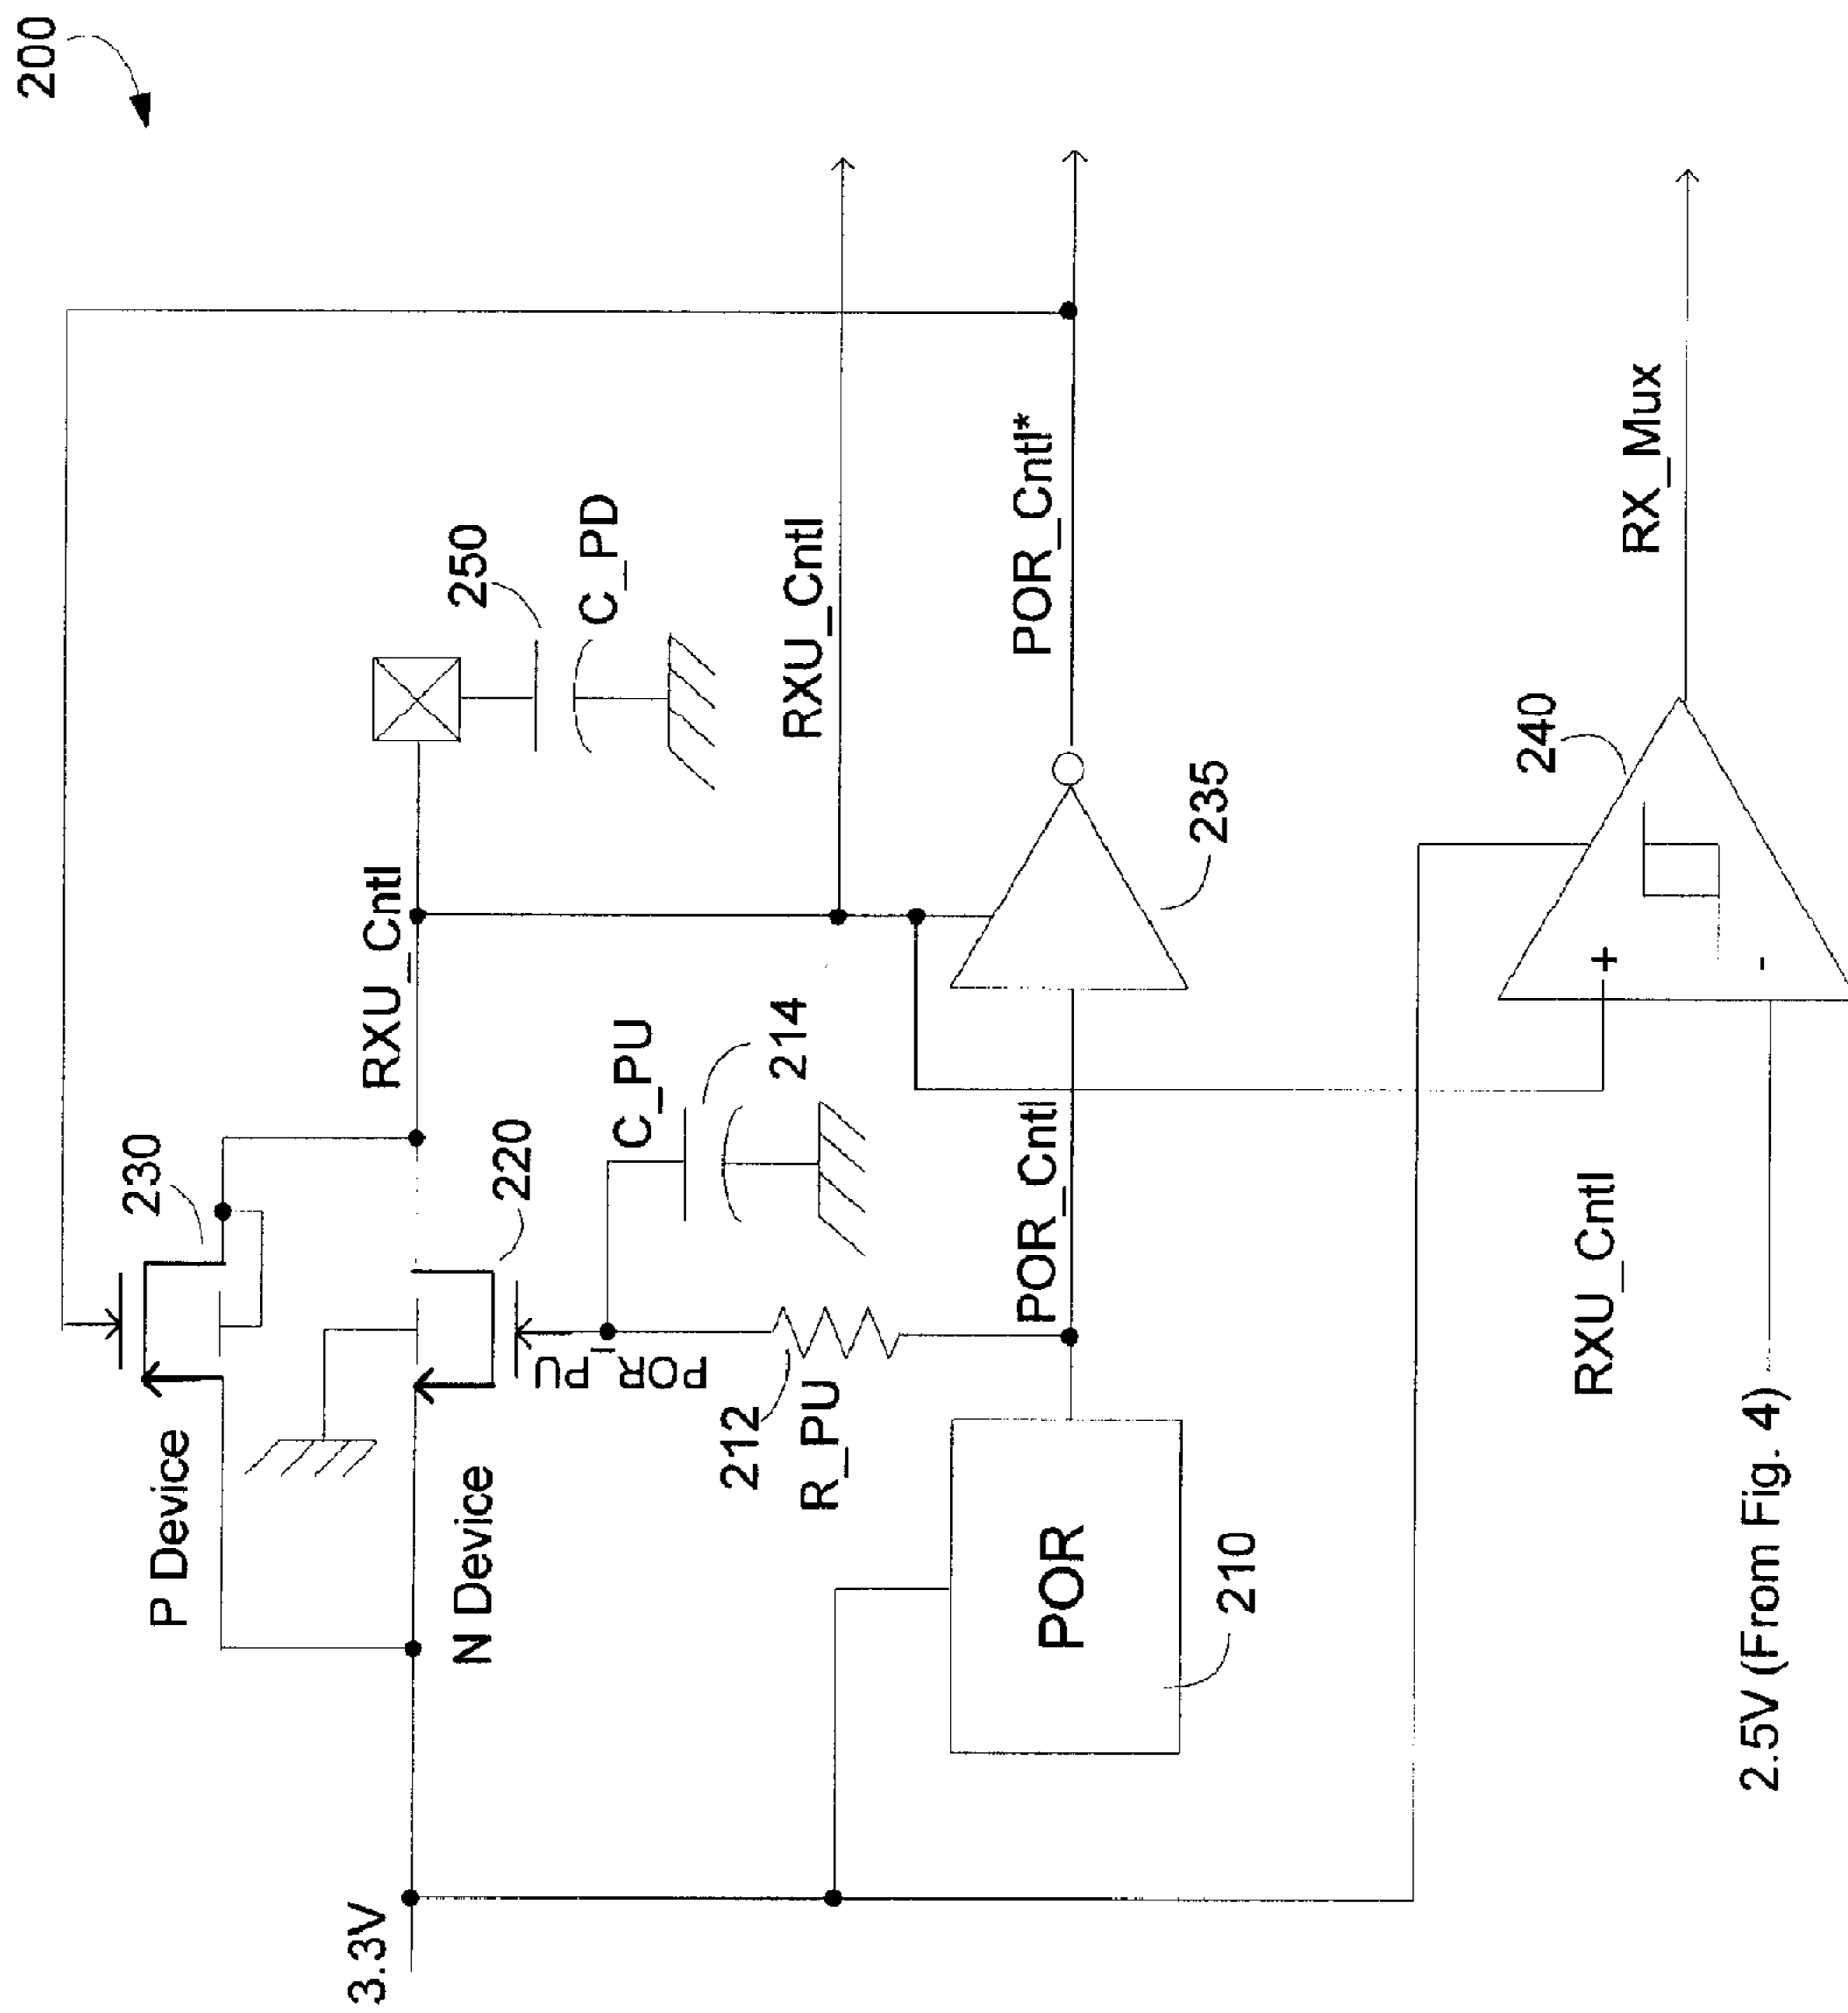 200
P Device
230
3.3V
RXU_Cntl
250
C_PD
N Device
220
C_PU
214
POR_PU
212
R_PU
RXU_Cntl
POR
210
POR_Cntl
235
POR_Cntl*
RXU_Cntl
240
+
-
RX_Mux
2.5V (From Fig. 4)